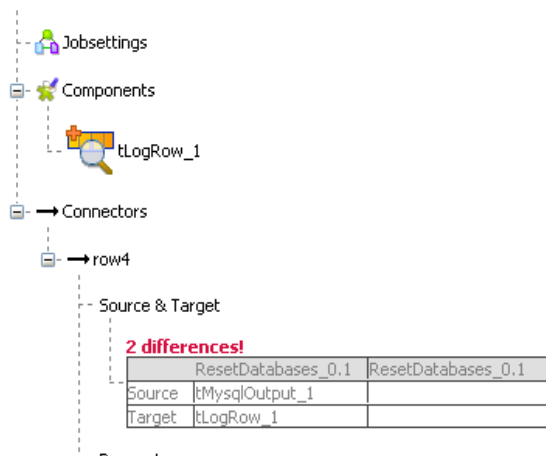 Jobsettings
Components
tLogRow_1
Connectors
row4
Source & Target
2 differences!
ResetDatabases_0.1 ResetDatabases_0.1
Source tMysqlOutput_1
Target tLogRow_1